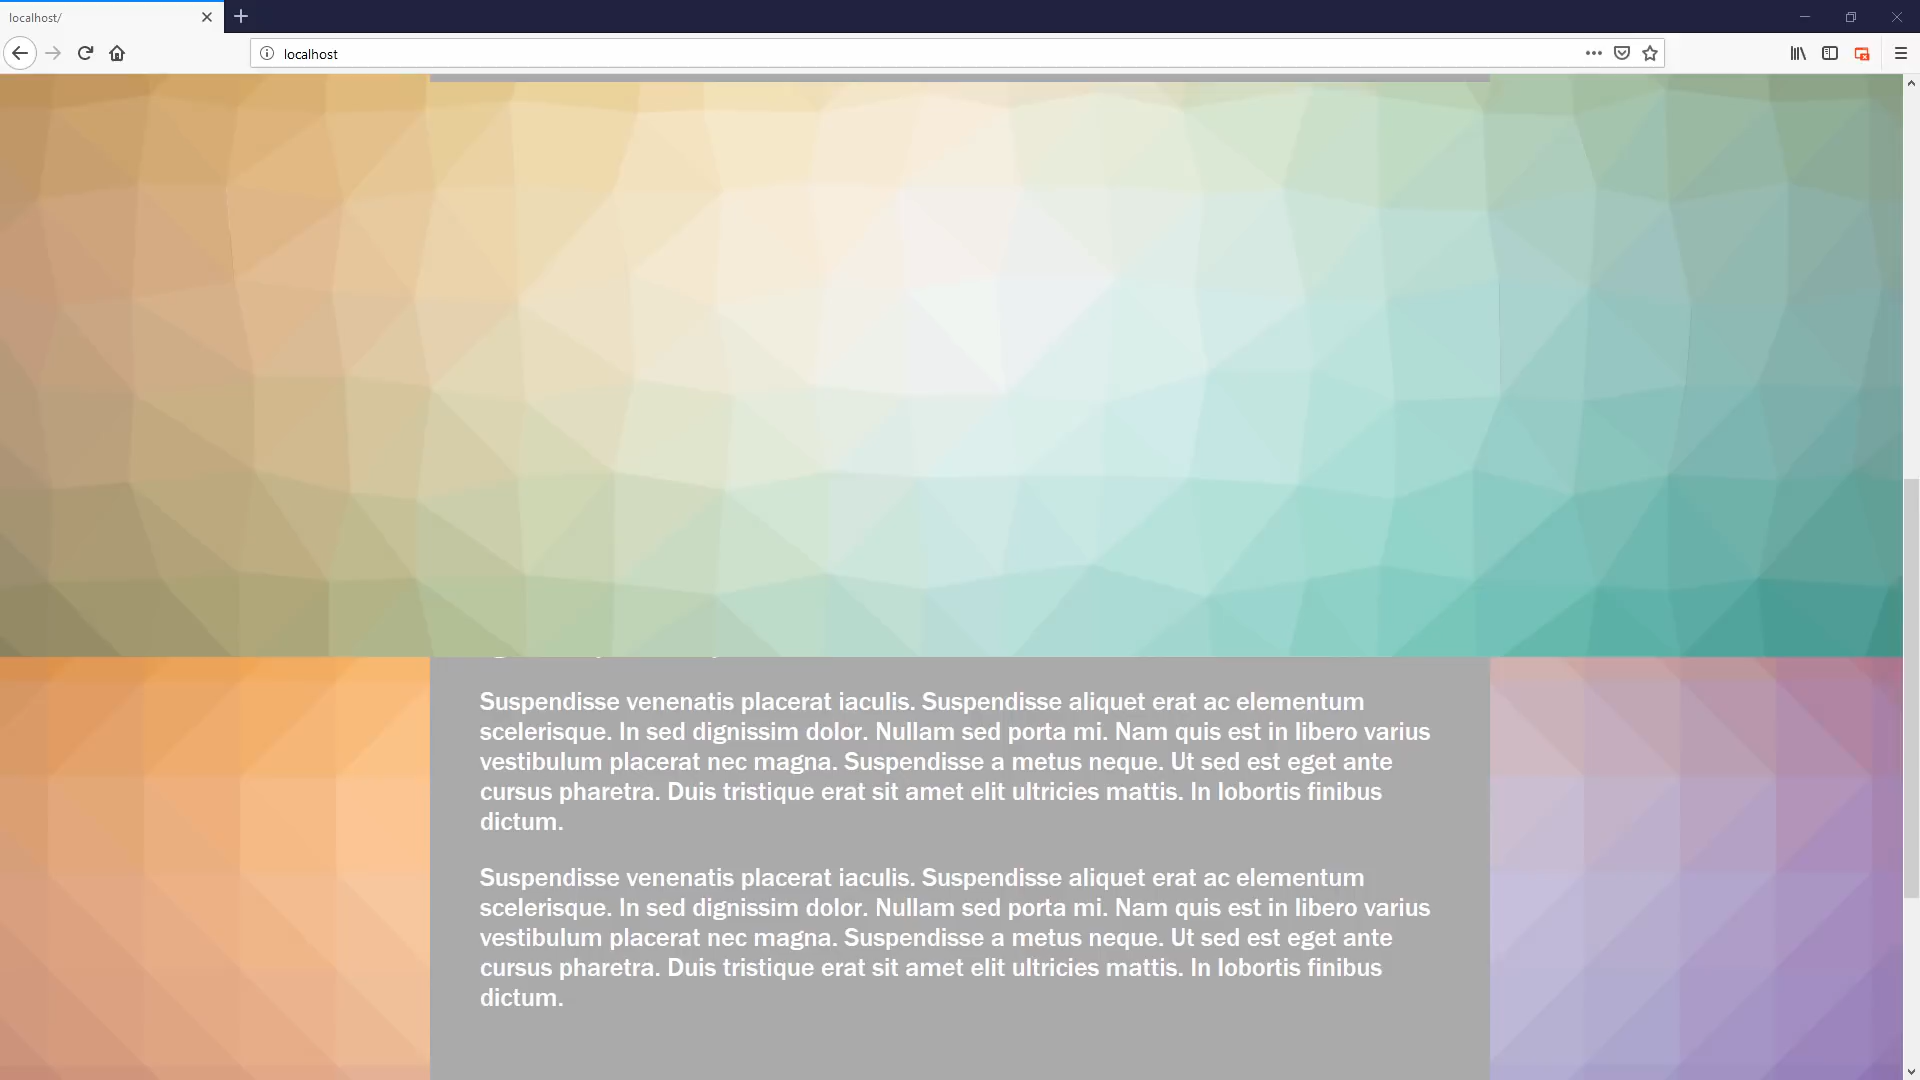 localhost/
localhost
Suspendisse venenatis placerat iaculis. Suspendisse aliquet erat ac elementum
scelerisque. In sed dignissim dolor. Nullam sed porta mi. Nam quis est in libero varius
vestibulum placerat nec magna. Suspendisse a metus neque. Ut sed est eget ante
cursus pharetra. Duis tristique erat sit amet elit ultricies mattis. In lobortis finibus
dictum.
Suspendisse venenatis placerat iaculis. Suspendisse aliquet erat ac elementum
scelerisque. In sed dignissim dolor. Nullam sed porta mi. Nam quis est in libero varius
vestibulum placerat nec magna. Suspendisse a metus neque. Ut sed est eget ante
cursus pharetra. Duis tristique erat sit amet elit ultricies mattis. In lobortis finibus
dictum.